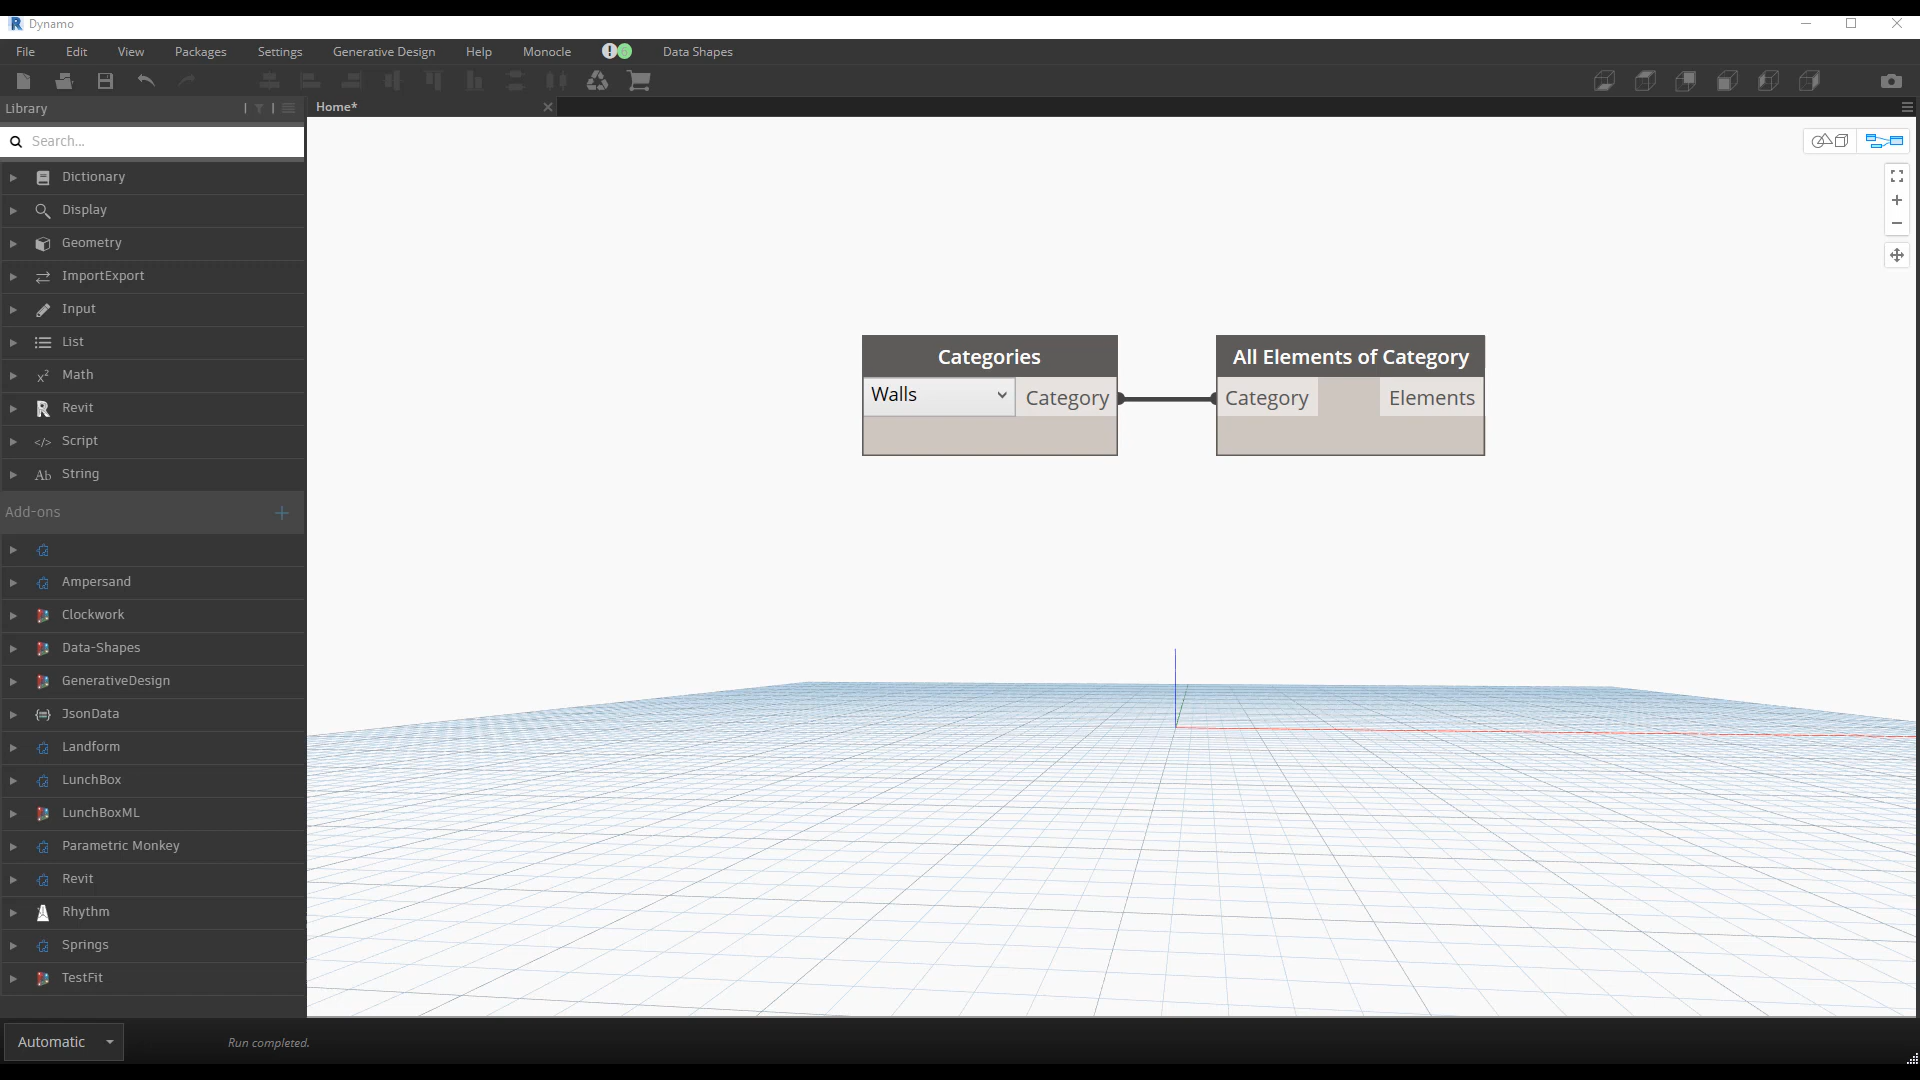 Dynamo
File Edit View Packages Settings Generative Design Help Monocle Data Shapes
Library
Home*
Search...
Dictionary
Display
Geometry
ImportExport
Input
List
Math
Revit
Script
String
Add-ons
Ampersand
Clockwork
Data-Shapes
GenerativeDesign
JsonData
Landform
LunchBox
LunchBoxML
Parametric Monkey
Revit
Rhythm
Springs
TestFit
Categories
Walls
Category
All Elements of Category
Category Elements
Automatic
Run completed.